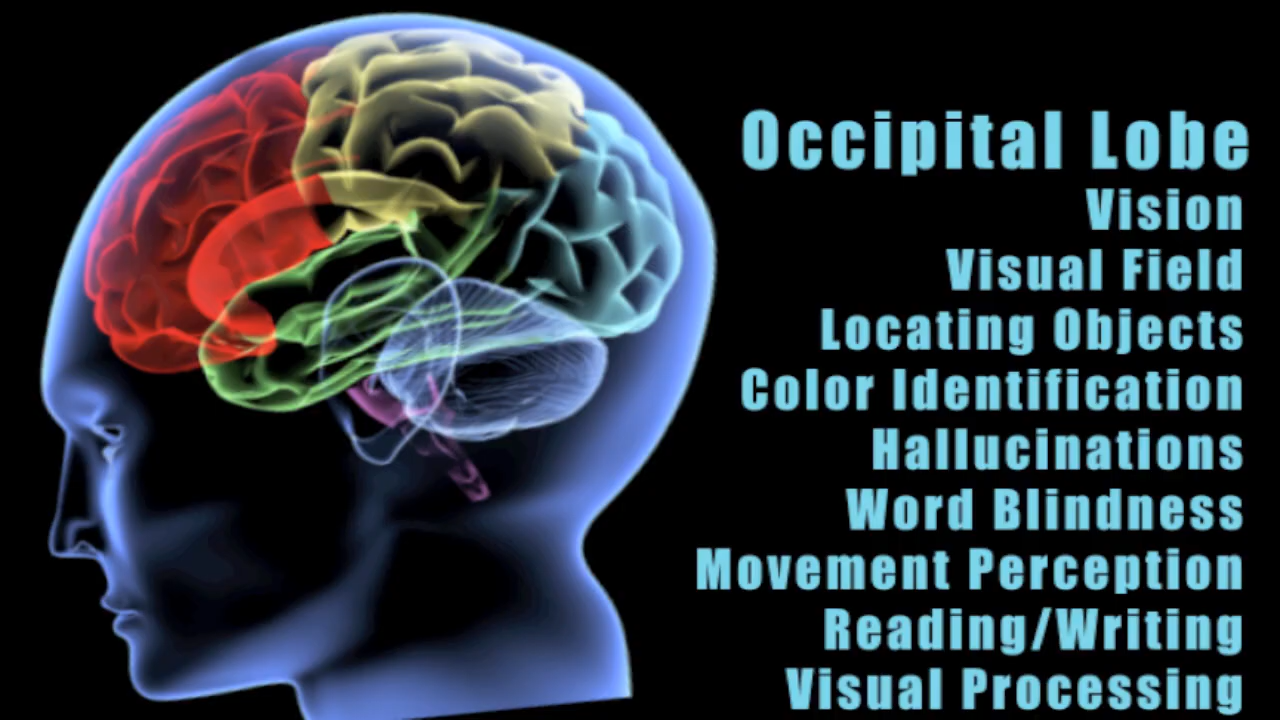 Occipital Lobe
Vision
Visual Field
Locating Objects
Color Identification
Hallucinations
Word Blindness
Movement Perception
Reading/Writing
Visual Processing